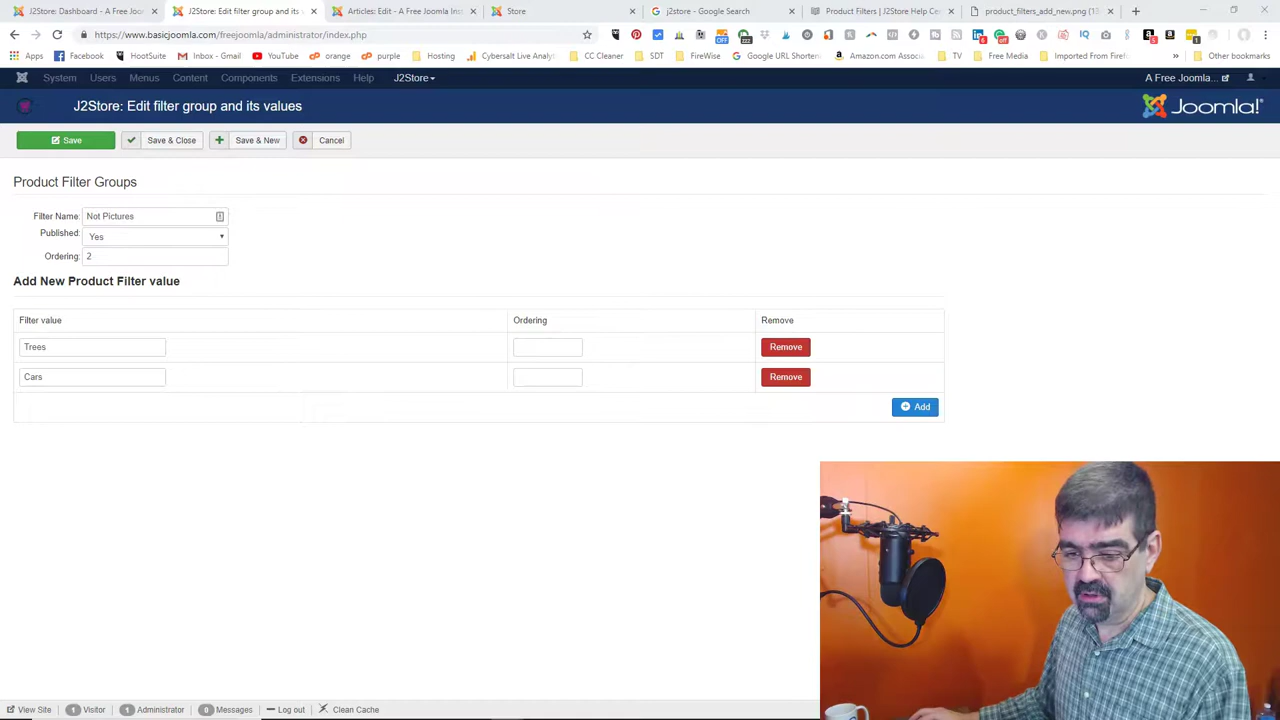 J2Store: Dashboard - A Free Jo
J2Store: Edit filter group and its v
Articles: Edit - A Free Joomla Ins
Store
j2store - Google Search
Product Filters | J2Store Help Ce
product_filters_add_new.png (13
https://www.basicjoomla.com/freejoomla/administrator/index.php
Apps
Facebook
HootSuite
Inbox - Gmail
YouTube
orange
purple
Hosting
Cybersalt Live Analy
CC Cleaner
SDT
FireWise
Google URL Shorten
Amazon.com Associ
TV
Free Media
Imported From Firef
Other bookmarks
System Users Menus Content Components Extensions Help J2Store
A Free Joomla...
J2Store: Edit filter group and its values
Joomla!
Save
Save & Close
Save & New
Cancel
Product Filter Groups
Filter Name: Not Pictures
Published: Yes
Ordering: 2
Add New Product Filter value
Filter value Ordering Remove
Trees Remove
Cars Remove
Add
View Site 1 Visitor 1 Administrator 0 Messages Log out Clean Cache